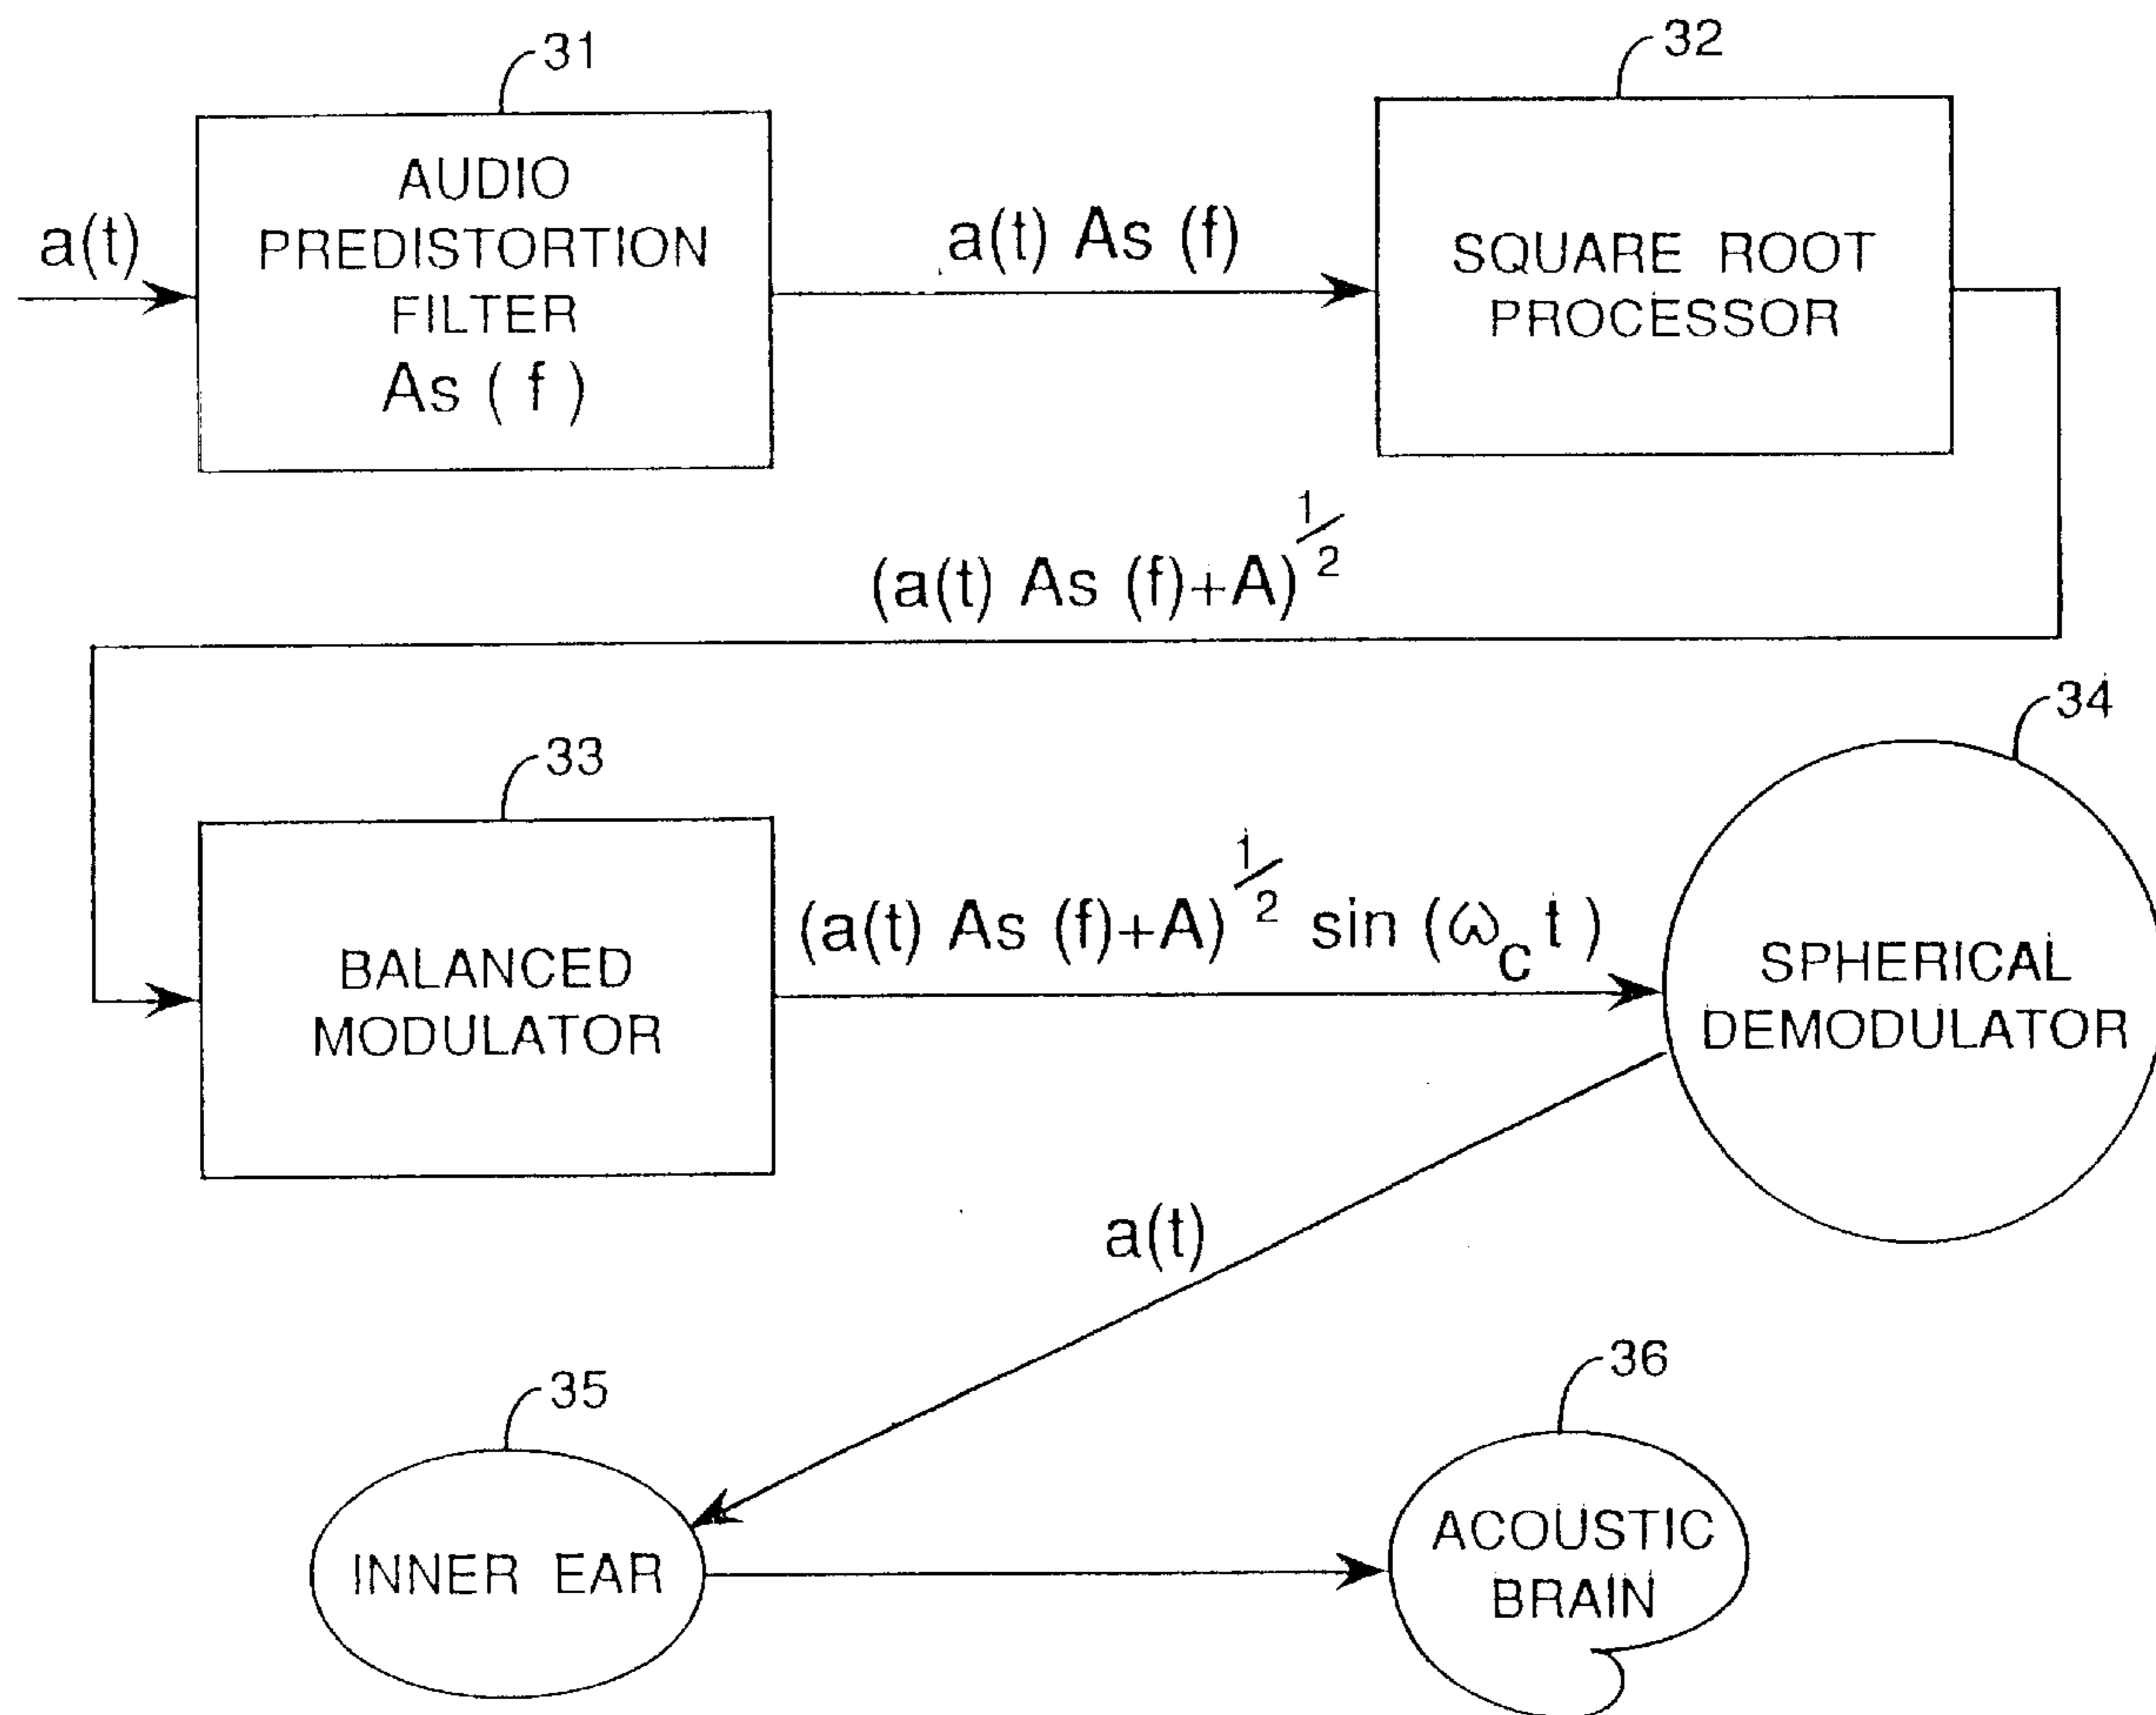 31
AUDIO
PREDISTORTION
FILTER
As ( f )
a(t)
a(t) As (f)
32
SQUARE ROOT
PROCESSOR
(a(t) As (f)+A)^1/2
33
BALANCED
MODULATOR
(a(t) As (f)+A)^1/2 sin (ω_c t )
34
SPHERICAL
DEMODULATOR
a(t)
35
INNER EAR
36
ACOUSTIC
BRAIN